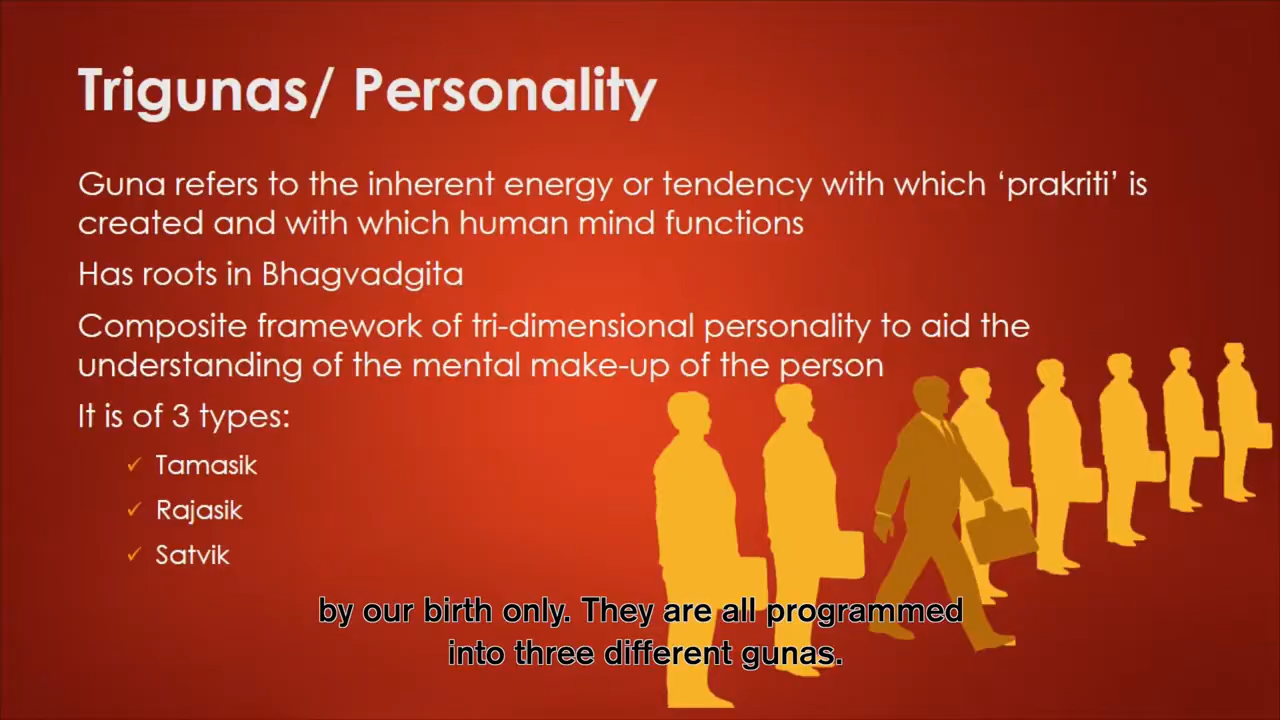 Trigunas/ Personality
Guna refers to the inherent energy or tendency with which ‘prakriti’ is
created and with which human mind functions
Has roots in Bhagvadgita
Composite framework of tri-dimensional personality to aid the
understanding of the mental make-up of the person
It is of 3 types:
✓ Tamasik
✓ Rajasik
✓ Satvik
by our birth only. They are all programmed
into three different gunas.